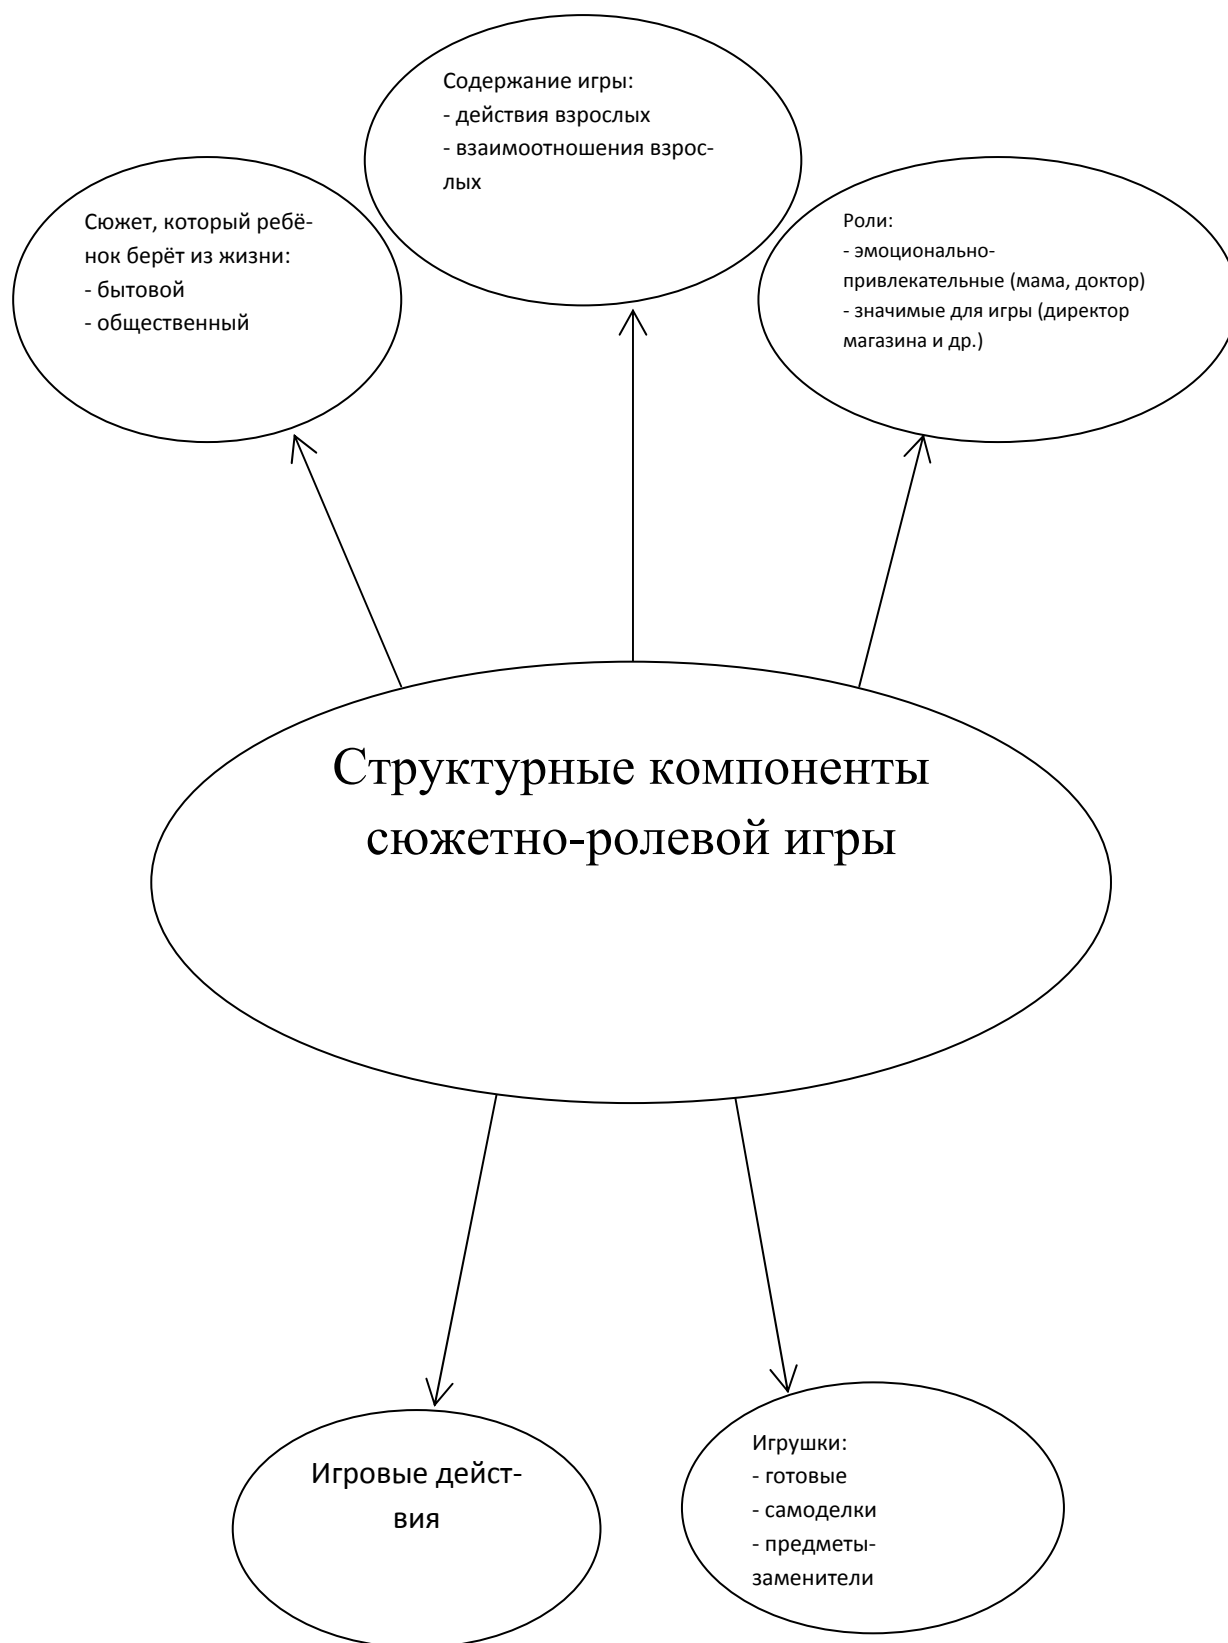 Содержание игры:
- действия взрослых
- взаимоотношения взрос-
лых
Сюжет, который ребё-
нок берёт из жизни:
- бытовой
- общественный
Роли:
- эмоционально-
привлекательные (мама, доктор)
- значимые для игры (директор
магазина и др.)
Структурные компоненты
сюжетно-ролевой игры
Игровые дейст-
вия
Игрушки:
- готовые
- самоделки
- предметы-
заменители